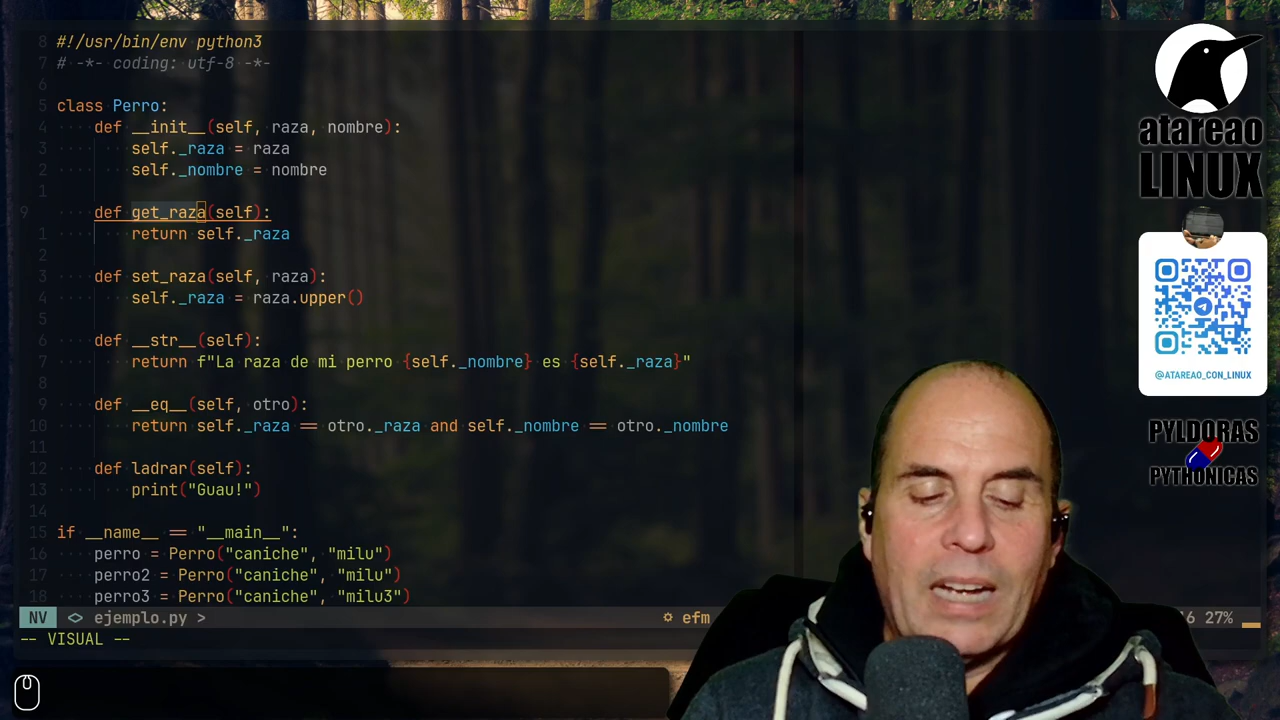 8 #!/usr/bin/env python3
7 # -*- coding: utf-8 -*-
6
5 class Perro:
4 def __init__(self, raza, nombre):
3 self._raza = raza
2 self._nombre = nombre
1
9 def get_raza(self):
1 return self._raza
2
3 def set_raza(self, raza):
4 self._raza = raza.upper()
5
6 def __str__(self):
7 return f"La raza de mi perro {self._nombre} es {self._raza}"
8
9 def __eq__(self, otro):
10 return self._raza == otro._raza and self._nombre == otro._nombre
11
12 def ladrar(self):
13 print("Guau!")
14
15 if __name__ == "__main__":
16 perro = Perro("caniche", "milu")
17 perro2 = Perro("caniche", "milu")
18 perro3 = Perro("caniche", "milu3")
NV <> ejemplo.py > efm 6 27%
-- VISUAL --
atareao
LINUX
@ATAREAO_CON_LINUX
PYLDORAS
PYTHONICAS